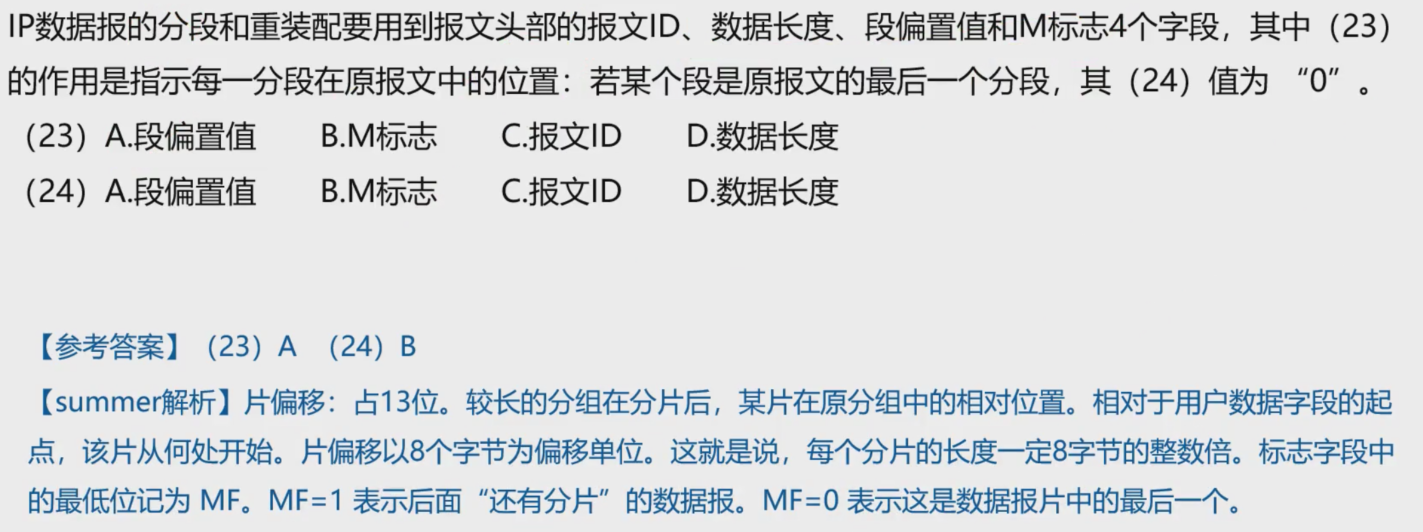 IP数据报的分段和重装配要用到报文头部的报文ID、数据长度、段偏置值和M标志4个字段，其中（23）
的作用是指示每一分段在原报文中的位置：若某个段是原报文的最后一个分段，其（24）值为 “0”。
（23）A.段偏置值 B.M标志 C.报文ID D.数据长度
（24）A.段偏置值 B.M标志 C.报文ID D.数据长度
【参考答案】（23）A （24）B
【summer解析】片偏移：占13位。较长的分组在分片后，某片在原分组中的相对位置。相对于用户数据字段的起
点，该片从何处开始。片偏移以8个字节为偏移单位。这就是说，每个分片的长度一定8字节的整数倍。标志字段中
的最低位记为 MF。MF=1 表示后面“还有分片”的数据报。MF=0 表示这是数据报片中的最后一个。